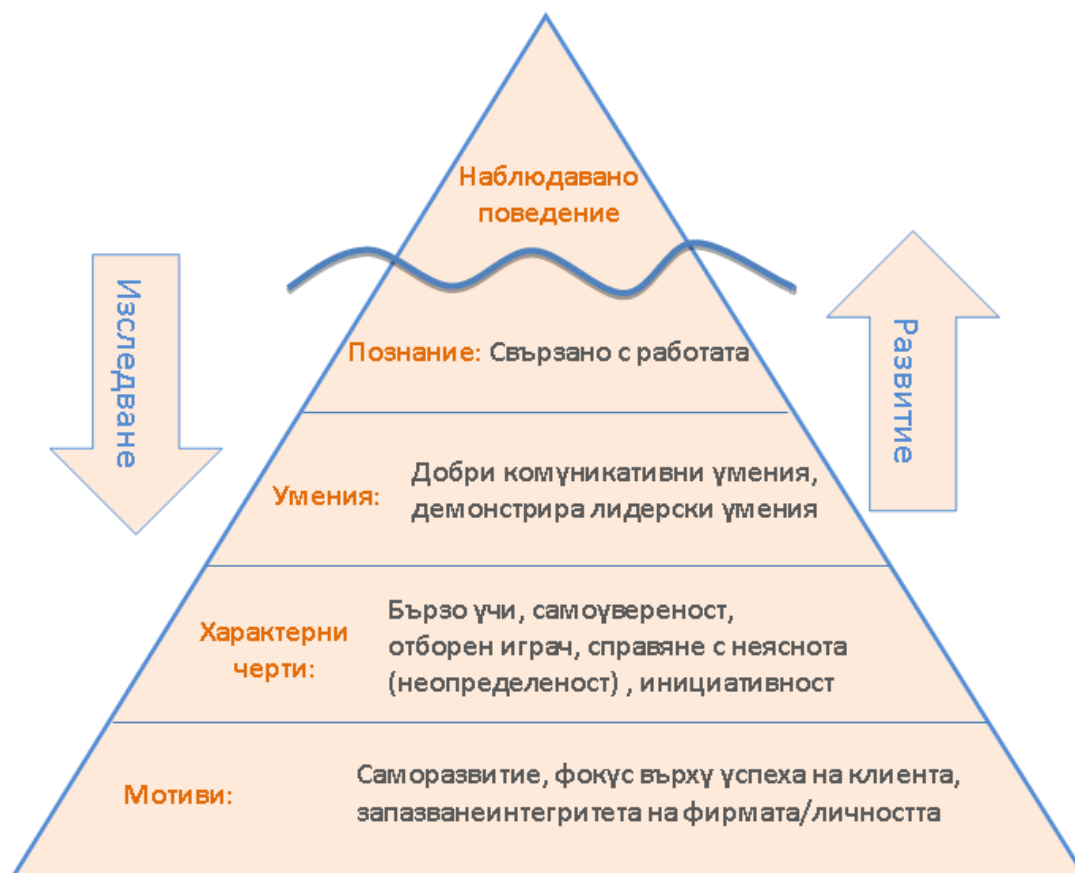 Наблюдавано
поведение
Изследване
Развитие
Познание: Свързано с работата
Умения: Добри комуникативни умения,
демонстрира лидерски умения
Характерни
черти:
Бързо учи, самоувереност,
отборен играч, справяне с неяснота
(неопределеност) , инициативност
Мотиви:
Саморазвитие, фокус върху успеха на клиента,
запазванеинтегритета на фирмата/личността